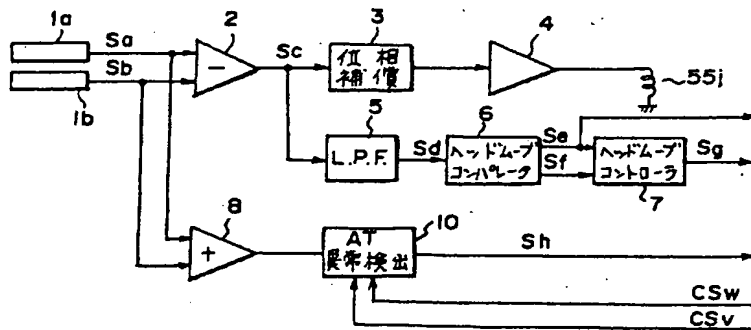 1a
Sa
2
Sc
3
位相
補償
4
Sb
1b
55j
5
L.P.F.
Sd
6
ヘッドムーブ
コンパレータ
Se
Sf
ヘッドムーブ
コントローラ
7
Sg
8
10
AT
異常検出
Sh
CSw
CSv
−
+